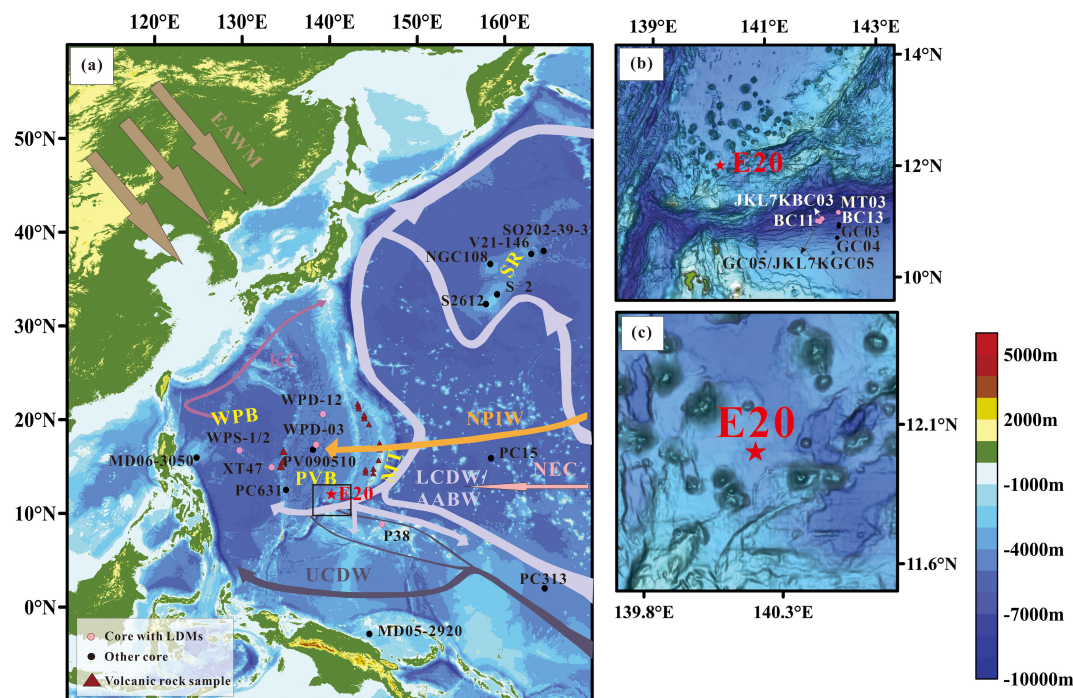 120°E 130°E 140°E 150°E 160°E
(a)
50°N
40°N
30°N
20°N
10°N
0°N
EAWM
SO202-39-3
V21-146
NGC108
SR
S-2
S2612
KC
WPD-12
WPB
NPIW
WPD-03
WPS-1/2
MD06-3050
PV090510
PC15
XT47
MT
PVB
LCDW/
AABW
NEC
PC631
E20
P38
UCDW
PC313
MD05-2920
Core with LDMs
Other core
Volcanic rock sample
139°E 141°E 143°E
(b)
14°N
12°N
10°N
E20
JKL7KBC03
MT03
BC11
BC13
GC03
GC04
GC05/JKL7KGC05
(c)
E20
12.1°N
11.6°N
139.8°E 140.3°E
5000m
2000m
-1000m
-4000m
-7000m
-10000m